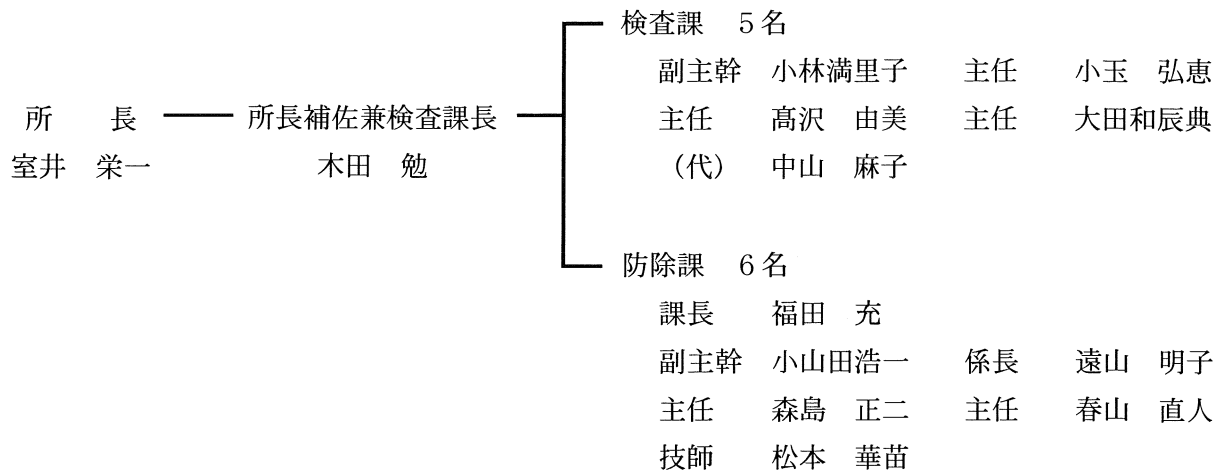 所　　長
室井　栄一
所長補佐兼検査課長
木田　勉
検査課　５名
副主幹　小林満里子　　主任　　小玉　弘恵
主任　　髙沢　由美　　主任　　大田和辰典
（代）　中山　麻子
防除課　６名
課長　　福田　充
副主幹　小山田浩一　　係長　　遠山　明子
主任　　森島　正二　　主任　　春山　直人
技師　　松本　華苗